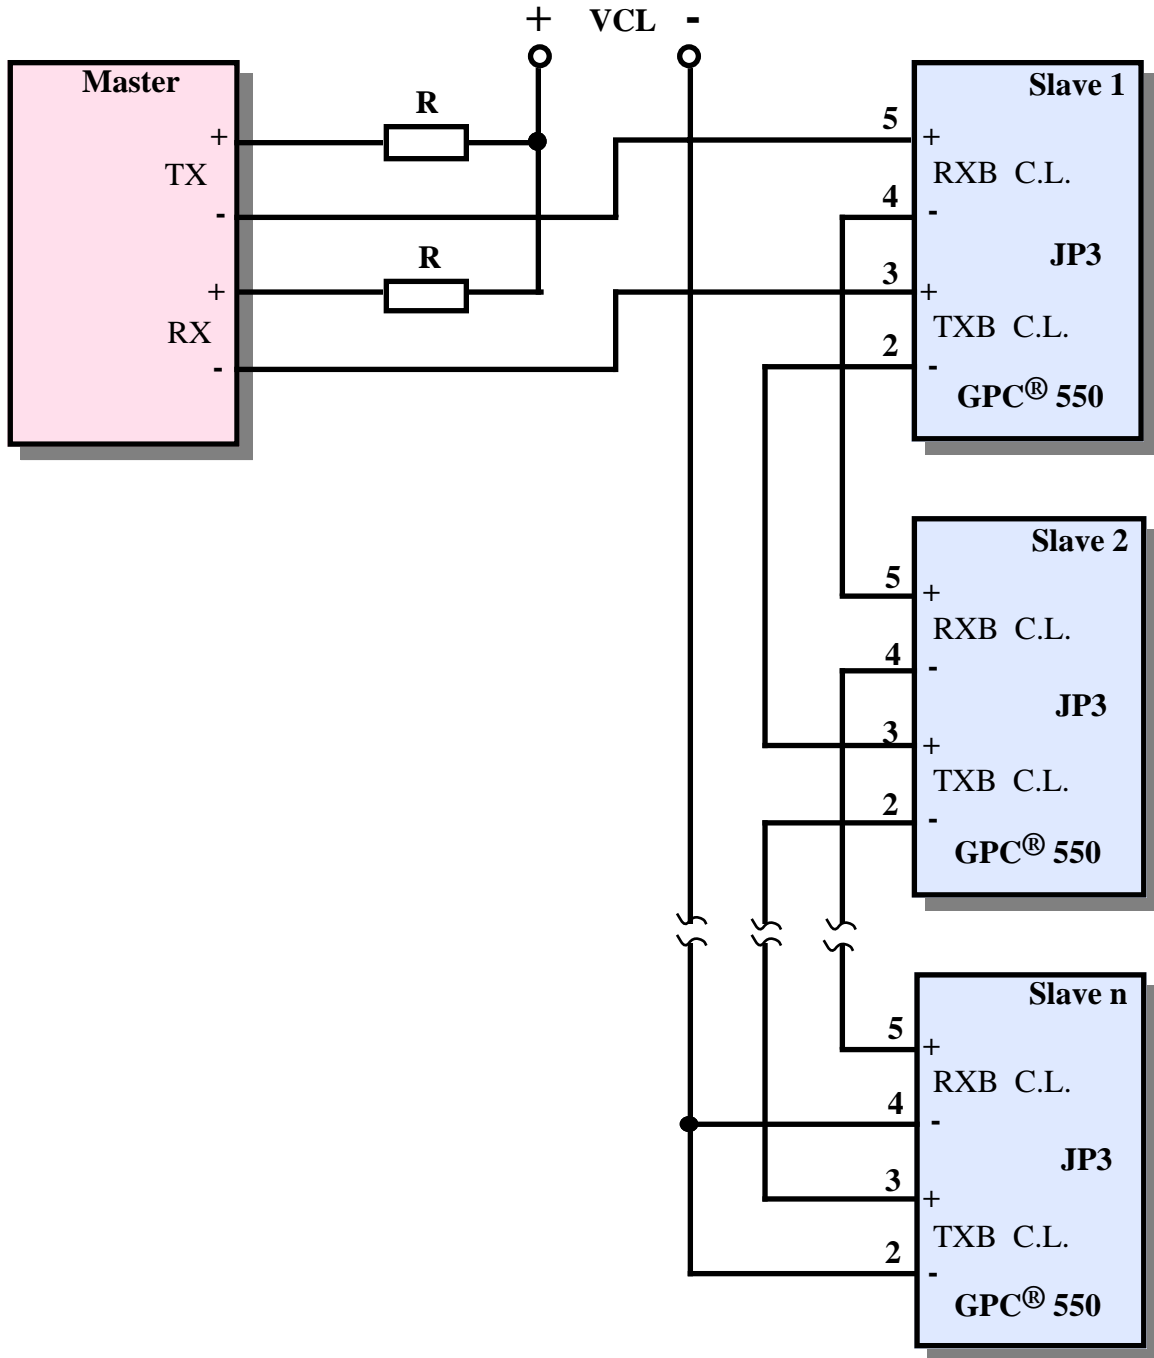 + VCL -
Master
R
+
TX
-
R
+
RX
-
Slave 1
5
+
RXB C.L.
4
-
JP3
3
+
TXB C.L.
2
-
GPC® 550
Slave 2
5
+
RXB C.L.
4
-
JP3
3
+
TXB C.L.
2
-
GPC® 550
Slave n
5
+
RXB C.L.
4
-
JP3
3
+
TXB C.L.
2
-
GPC® 550